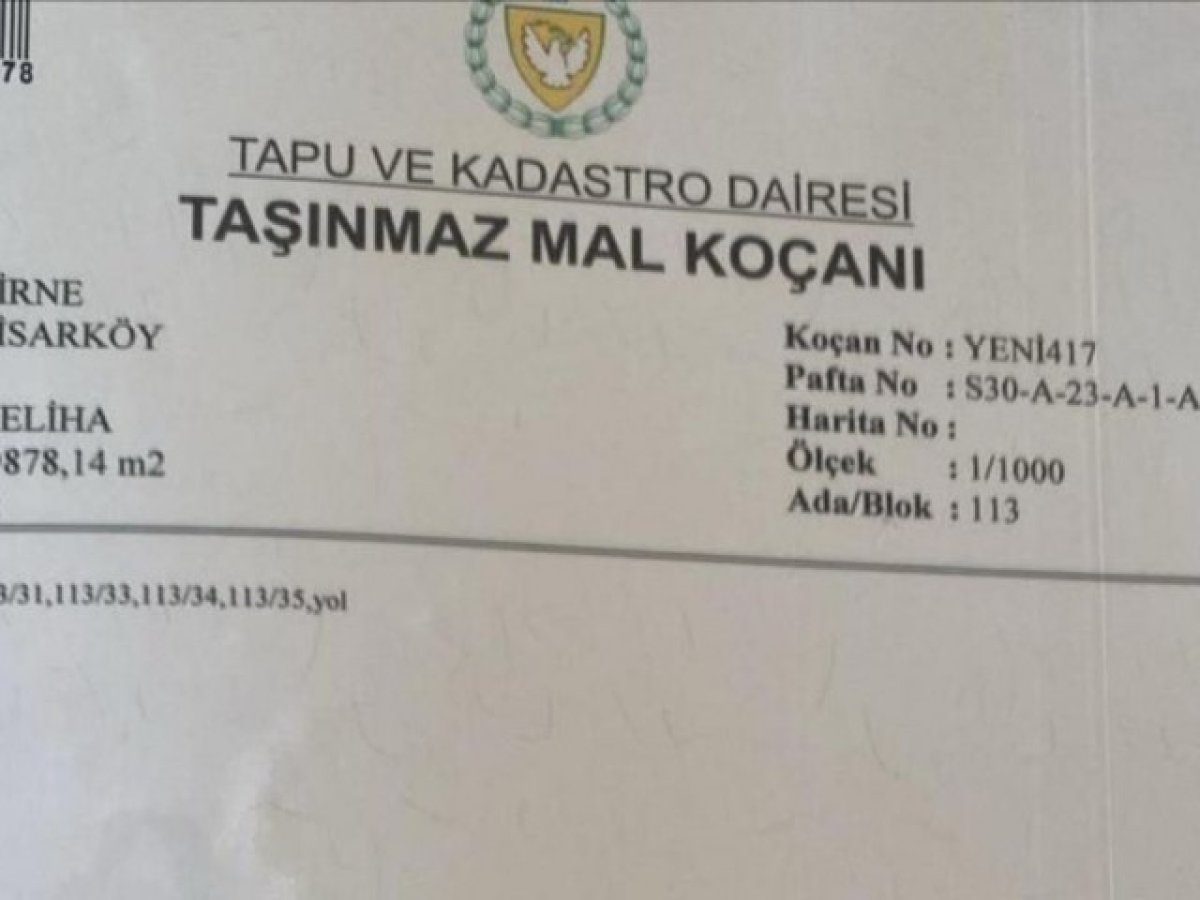 78
TAPU VE KADASTRO DAİRESİ
TAŞINMAZ MAL KOÇANI
İRNE
İSARKÖY
ELİHA
878,14 m2
Koçan No : YENİ417
Pafta No : S30-A-23-A-1-A
Harita No :
Ölçek : 1/1000
Ada/Blok : 113
3/31,113/33,113/34,113/35,yol